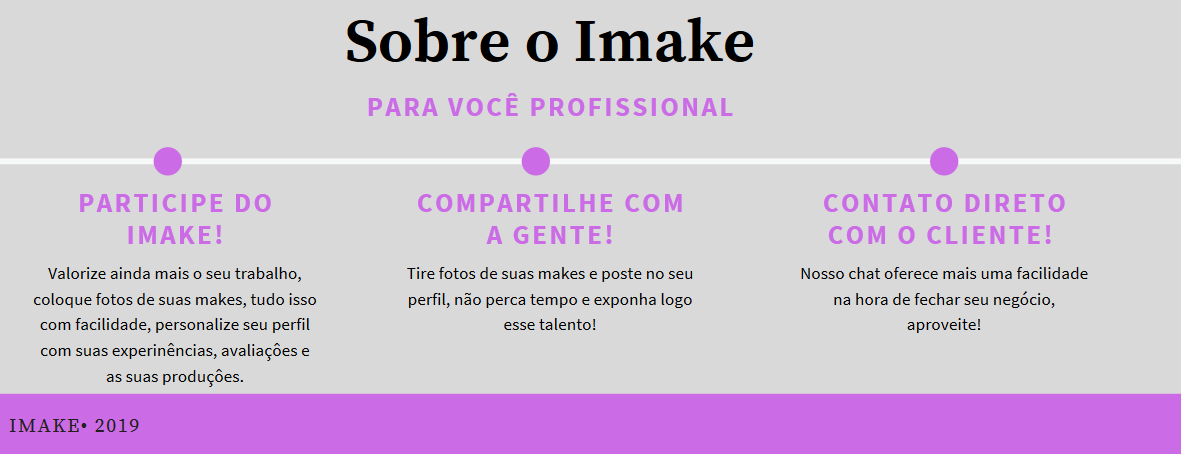 Sobre o Imake
PARA VOCÊ PROFISSIONAL
PARTICIPE DO
IMAKE!
Valorize ainda mais o seu trabalho,
coloque fotos de suas makes, tudo isso
com facilidade, personalize seu perfil
com suas experinências, avaliações e
as suas produções.
COMPARTILHE COM
A GENTE!
Tire fotos de suas makes e poste no seu
perfil, não perca tempo e exponha logo
esse talento!
CONTATO DIRETO
COM O CLIENTE!
Nosso chat oferece mais uma facilidade
na hora de fechar seu negócio,
aproveite!
IMAKE• 2019